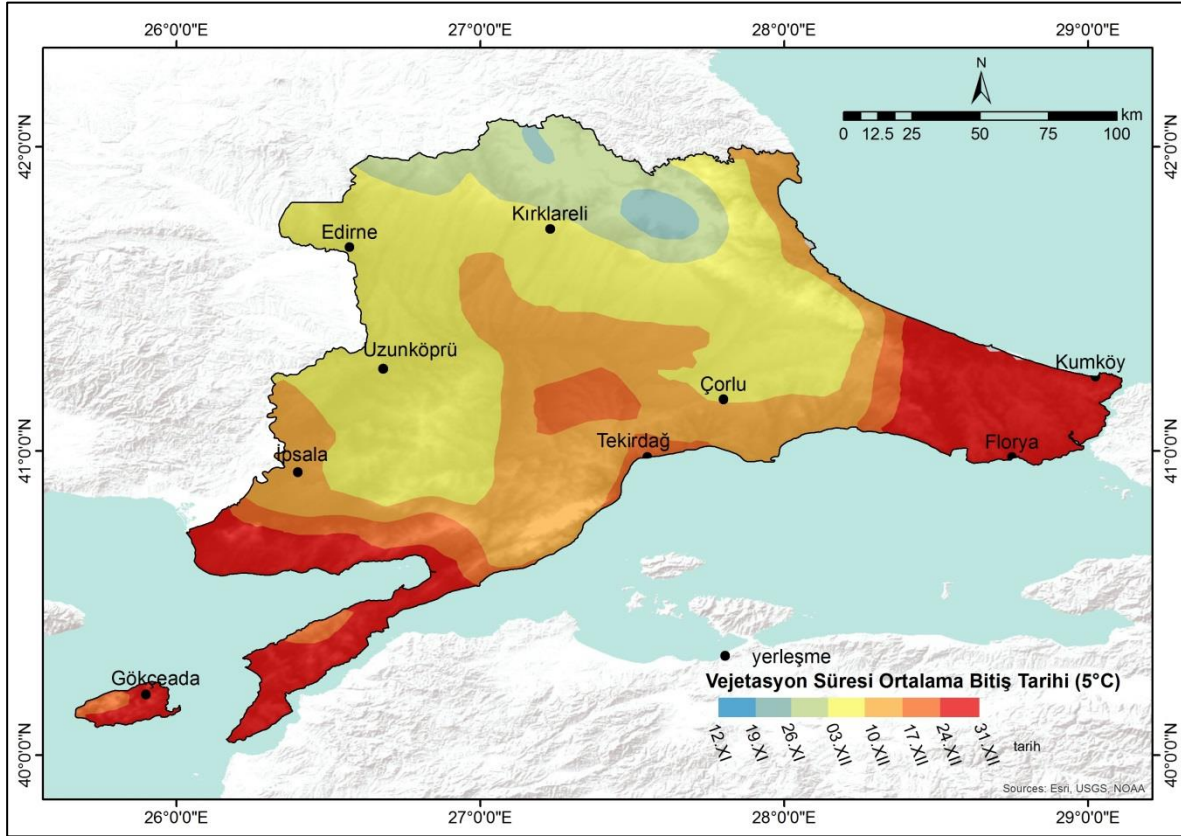 26°0'0"E 27°0'0"E 28°0'0"E 29°0'0"E
N
km
0 12.5 25 50 75 100
42°0'0"N 42°0'0"N
Kırklareli
Edirne
Uzunköprü
Kumköy
Çorlu
Tekirdağ
Florya
İpsala
41°0'0"N 41°0'0"N
yerleşme
Gökçeada
Vejetasyon Süresi Ortalama Bitiş Tarihi (5°C)
12.XI 19.XI 26.XI 03.XII 10.XII 17.XII 24.XII 31.XII tarih
40°0'0"N 40°0'0"N
Sources: Esri, USGS, NOAA
26°0'0"E 27°0'0"E 28°0'0"E 29°0'0"E